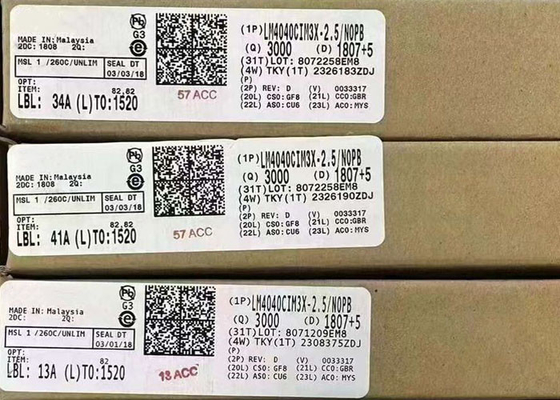 MADE IN: Malaysia
2DC: 1808 2Q:
G3
e
MSL 1 /260C/UNLIM SEAL DT
03/03/18
OPT:
ITEM: 82,82
LBL: 34A (L)TO:1520
57 ACC
(1P)LM4040CIM3X-2.5/NOPB
(Q) 3000 (D) 1807+5
(31T)LOT: 8072258EM8
(4W) TKY(1T) 2326183ZDJ
(P)
(2P) REV: D (V) 0033317
(20L) CSO:GF8 (21L) CCO:GBR
(22L) ASO:CU6 (23L) ACO:MYS
MADE IN: Malaysia
2DC: 1808 2Q:
G3
e
MSL 1 /260C/UNLIM SEAL DT
03/03/18
OPT:
ITEM: 82,82
LBL: 41A (L)TO:1520
57 ACC
(1P)LM4040CIM3X-2.5/NOPB
(Q) 3000 (D) 1807+5
(31T)LOT: 8072258EM8
(4W) TKY(1T) 2326190ZDJ
(P)
(2P) REV: D (V) 0033317
(20L) CSO:GF8 (21L) CCO:GBR
(22L) ASO:CU6 (23L) ACO:MYS
MADE IN: Malaysia
2DC: 2Q:
G3
e
MSL 1 /260C/UNLIM SEAL DT
03/01/18
OPT:
ITEM: 82
LBL: 13A (L)TO:1520
13 ACC
(1P)LM4040CIM3X-2.5/NOPB
(Q) 3000 (D) 1807+5
(31T)LOT: 8071209EM8
(4W) TKY(1T) 2308375ZDJ
(P)
(2P) REV: D (V) 0033317
(20L) CSO:GF8 (21L) CCO:GBR
(22L) ASO:CU6 (23L) ACO:MYS